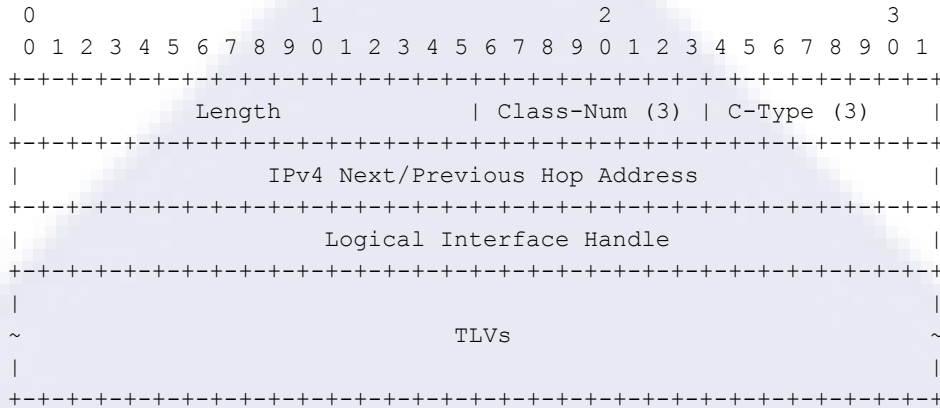 0                   1                   2                   3
 0 1 2 3 4 5 6 7 8 9 0 1 2 3 4 5 6 7 8 9 0 1 2 3 4 5 6 7 8 9 0 1
+-+-+-+-+-+-+-+-+-+-+-+-+-+-+-+-+-+-+-+-+-+-+-+-+-+-+-+-+-+-+-+-+
|            Length             | Class-Num (3) | C-Type (3)    |
+-+-+-+-+-+-+-+-+-+-+-+-+-+-+-+-+-+-+-+-+-+-+-+-+-+-+-+-+-+-+-+-+
|                 IPv4 Next/Previous Hop Address                |
+-+-+-+-+-+-+-+-+-+-+-+-+-+-+-+-+-+-+-+-+-+-+-+-+-+-+-+-+-+-+-+-+
|                     Logical Interface Handle                  |
+-+-+-+-+-+-+-+-+-+-+-+-+-+-+-+-+-+-+-+-+-+-+-+-+-+-+-+-+-+-+-+-+
|                                                               |
~                              TLVs                             ~
|                                                               |
+-+-+-+-+-+-+-+-+-+-+-+-+-+-+-+-+-+-+-+-+-+-+-+-+-+-+-+-+-+-+-+-+